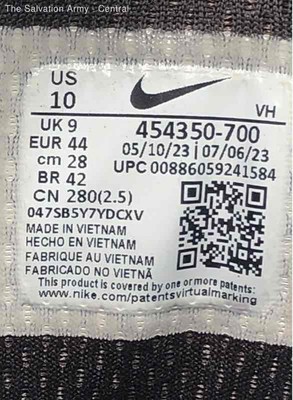 The Salvation Army - Central
US
10
VH
UK 9
EUR 44
cm 28
BR 42
CN 280(2.5)
454350-700
05/10/23 | 07/06/23
UPC 00886059241584
047SB5Y7YDCXV
MADE IN VIETNAM
HECHO EN VIETNAM
FABRIQUE AU VIETNAM
FABRICADO NO VIETNÃ
This product is covered by one or more patents:
www.nike.com/patentsvirtualmarking